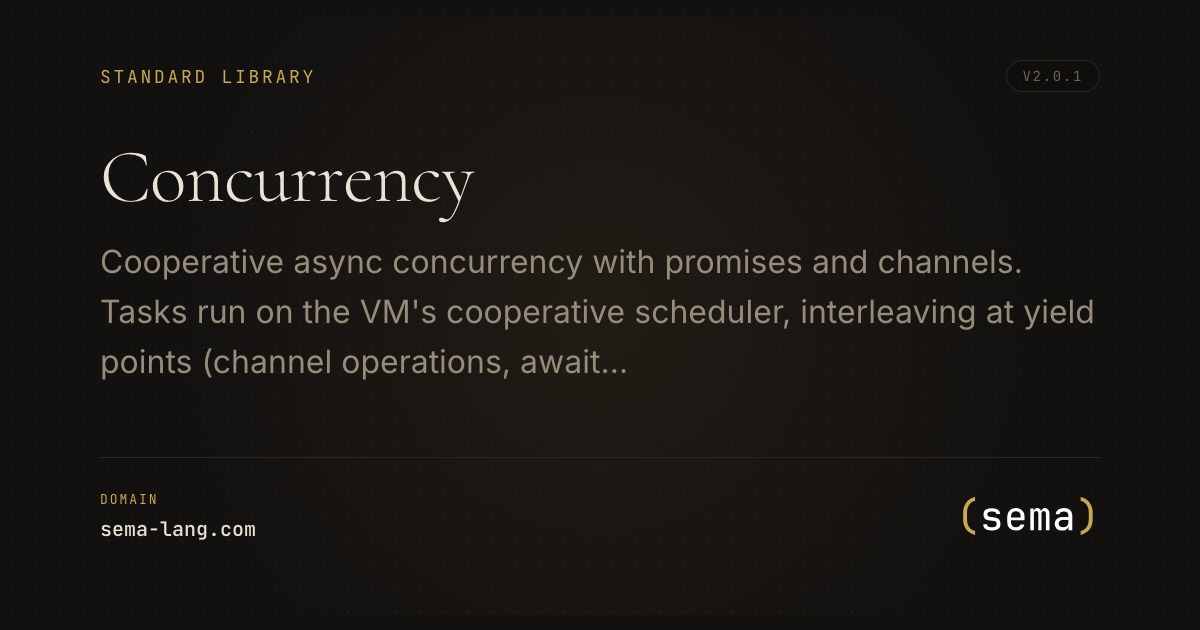 STANDARD LIBRARY
V2.0.1
Concurrency
Cooperative async concurrency with promises and channels.
Tasks run on the VM's cooperative scheduler, interleaving at yield
points (channel operations, await...
DOMAIN
sema-lang.com
(sema)